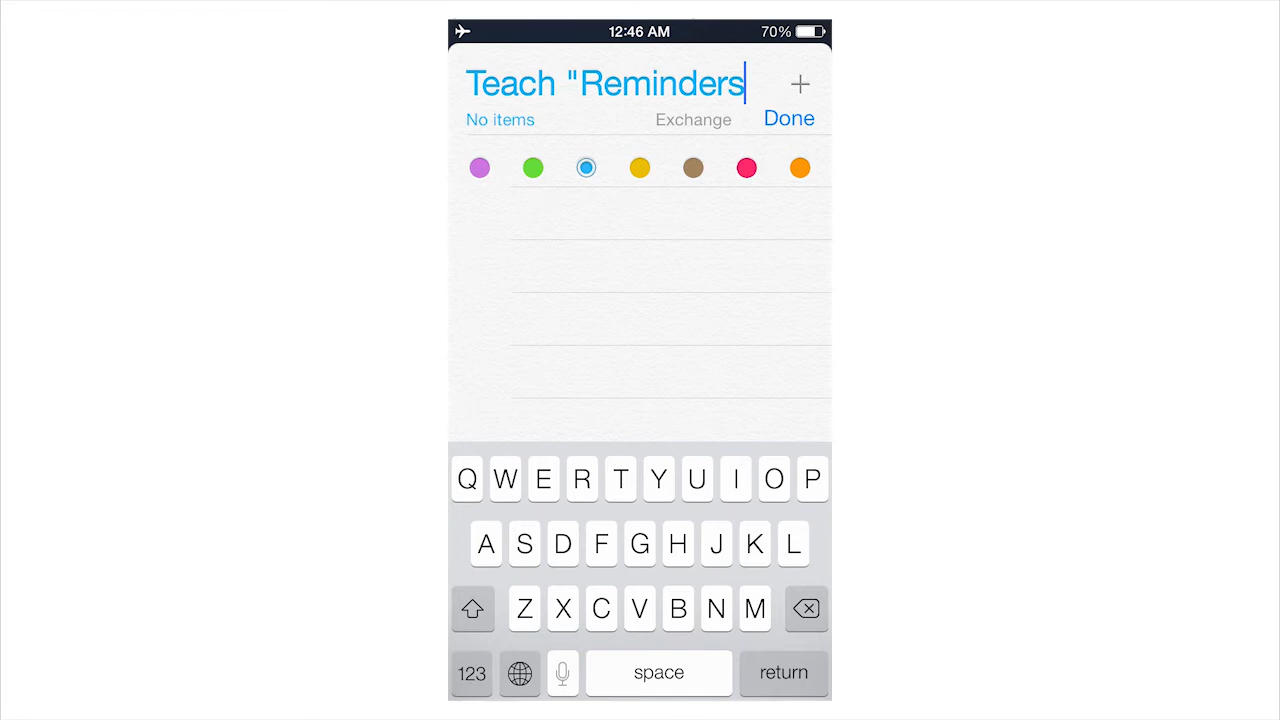 12:46 AM 70%
Teach "Reminders
No items Exchange Done
Q W E R T Y U I O P
A S D F G H J K L
Z X C V B N M
123 space return